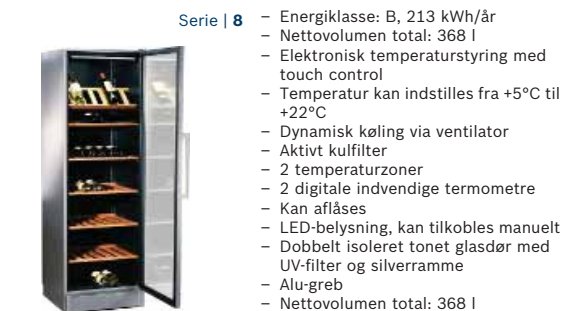 Serie | 8
– Energiklasse: B, 213 kWh/år
– Nettovolumen total: 368 l
– Elektronisk temperaturstyring med
touch control
– Temperatur kan indstilles fra +5°C til
+22°C
– Dynamisk køling via ventilator
– Aktivt kulfilter
– 2 temperaturzoner
– 2 digitale indvendige termometre
– Kan aflåses
– LED-belysning, kan tilkobles manuelt
– Dobbelt isoleret tonet glasdør med
UV-filter og silverramme
– Alu-greb
– Nettovolumen total: 368 l